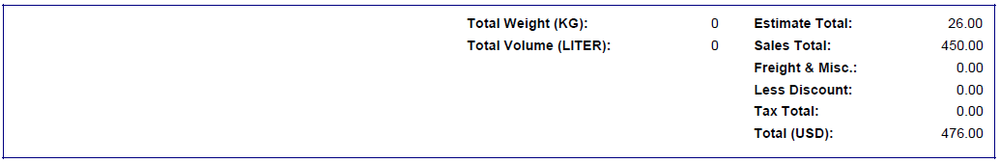 Total Weight (KG): 0 Estimate Total: 26.00
Total Volume (LITER): 0 Sales Total: 450.00
Freight & Misc.: 0.00
Less Discount: 0.00
Tax Total: 0.00
Total (USD): 476.00